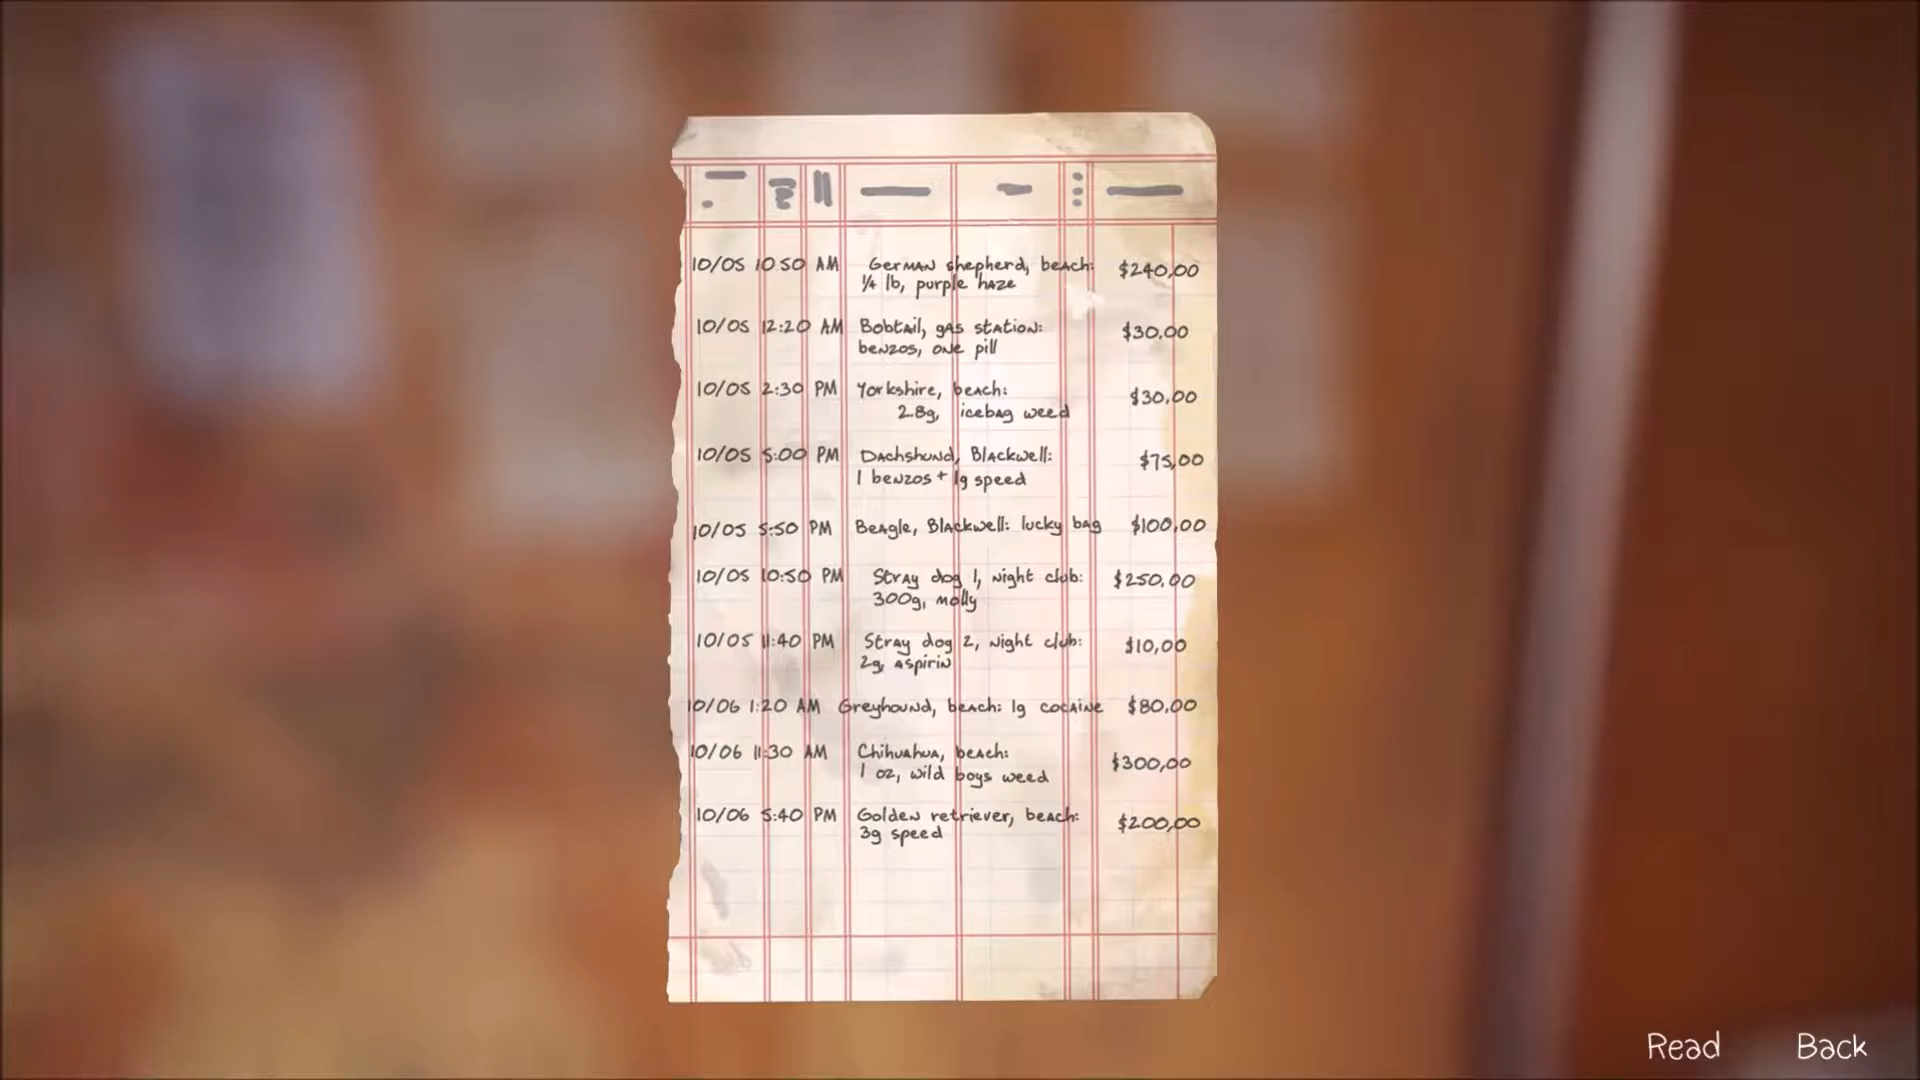 10/05 10.50 AM German shepherd, beach: $240,00
1/4 lb, purple haze
10/05 12:20 AM Bobtail, gas station: $30,00
benzos, one pill
10/05 2:30 PM Yorkshire, beach: $30,00
2.8g, icebag weed
10/05 5:00 PM Dachshund, Blackwell: $75,00
1 benzos + 1g speed
10/05 5:50 PM Beagle, Blackwell: lucky bag $100,00
10/05 10:50 PM Stray dog 1, night club: $250,00
300g, molly
10/05 11:40 PM Stray dog 2, night club: $10,00
2g, aspirin
10/06 1:20 AM Greyhound, beach: 1g cocaine $80,00
10/06 11:30 AM Chihuahua, beach: $300,00
1 oz, wild boys weed
10/06 5:40 PM Golden retriever, beach: $200,00
3g speed
Read Back